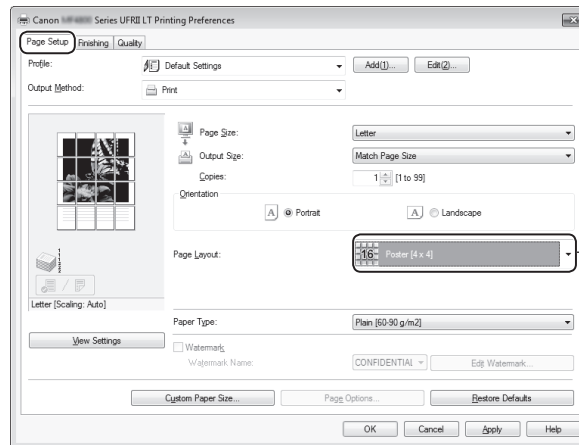 Canon Series UFRII LT Printing Preferences
Page Setup Finishing Quality
Profile: Default Settings Add(1)... Edit(2)...
Output Method: Print
Page Size: Letter
Output Size: Match Page Size
Copies: 1 [1 to 99]
Orientation
A Portrait A Landscape
Page Layout: 16 Poster [4 x 4]
Letter [Scaling: Auto]
Paper Type: Plain [60-90 g/m2]
View Settings
Watermark
Watermark Name: CONFIDENTIAL Edit Watermark...
Custom Paper Size... Page Options... Restore Defaults
OK Cancel Apply Help